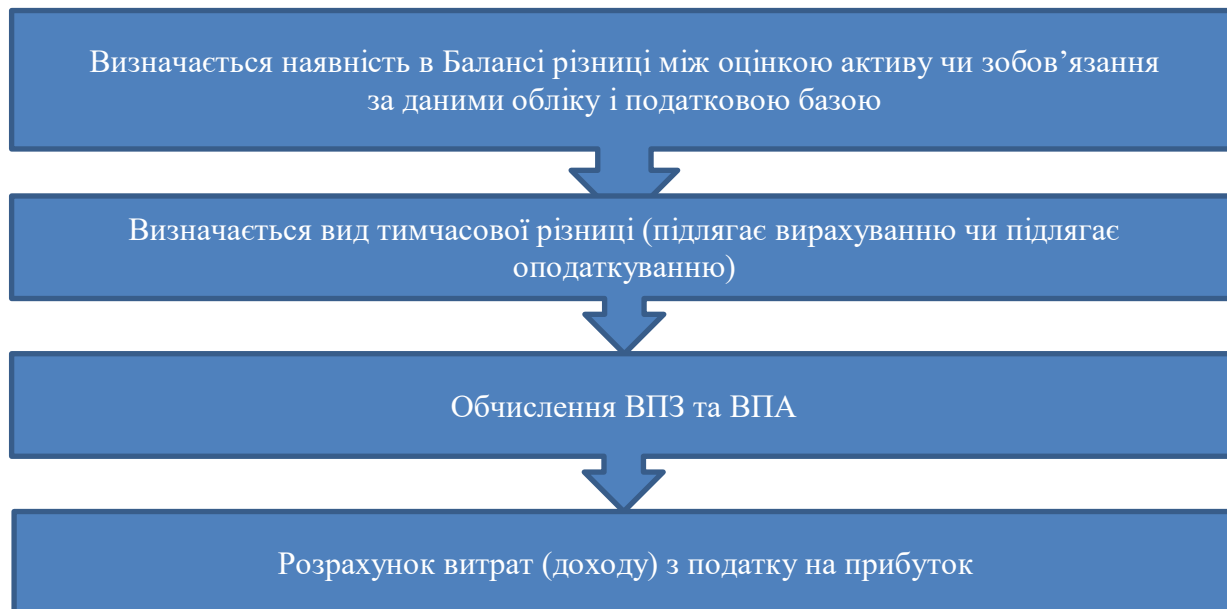 Визначається наявність в Балансі різниці між оцінкою активу чи зобов’язання
за даними обліку і податковою базою
Визначається вид тимчасової різниці (підлягає вирахуванню чи підлягає
оподаткуванню)
Обчислення ВПЗ та ВПА
Розрахунок витрат (доходу) з податку на прибуток